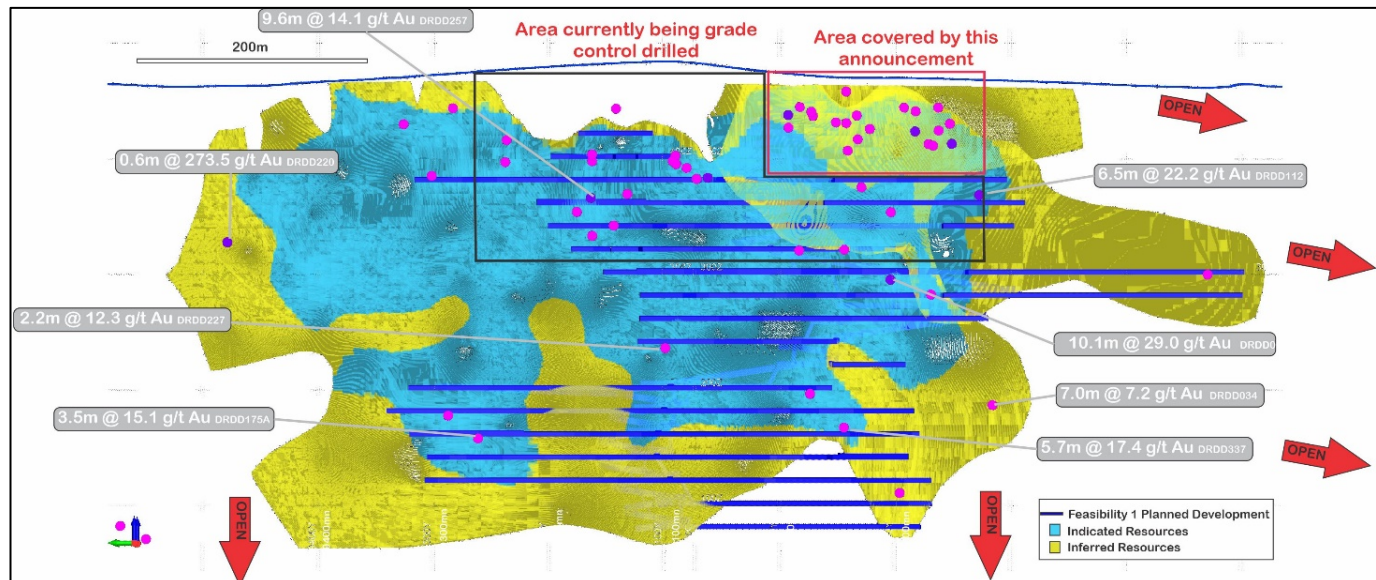 9.6m @ 14.1 g/t Au DRDD257
Area currently being grade
control drilled
Area covered by this
announcement
200m
OPEN
0.6m @ 273.5 g/t Au DRDD220
6.5m @ 22.2 g/t Au DRDD112
OPEN
2.2m @ 12.3 g/t Au DRDD227
10.1m @ 29.0 g/t Au DRDD0
7.0m @ 7.2 g/t Au DRDD034
3.5m @ 15.1 g/t Au DRDD175A
5.7m @ 17.4 g/t Au DRDD337
OPEN
OPEN
OPEN
Feasibility 1 Planned Development
Indicated Resources
Inferred Resources